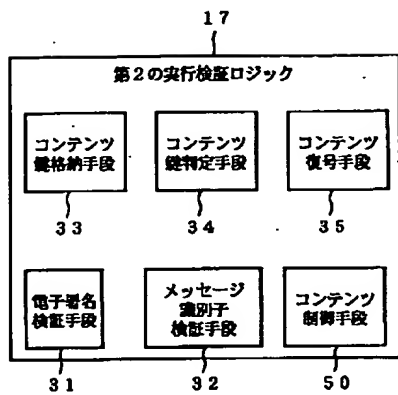 17
第2の実行検証ロジック
コンテンツ
鍵格納手段
コンテンツ
鍵判定手段
コンテンツ
復号手段
33
34
35
電子署名
検証手段
メッセージ
識別子
検証手段
コンテンツ
制御手段
31
32
50